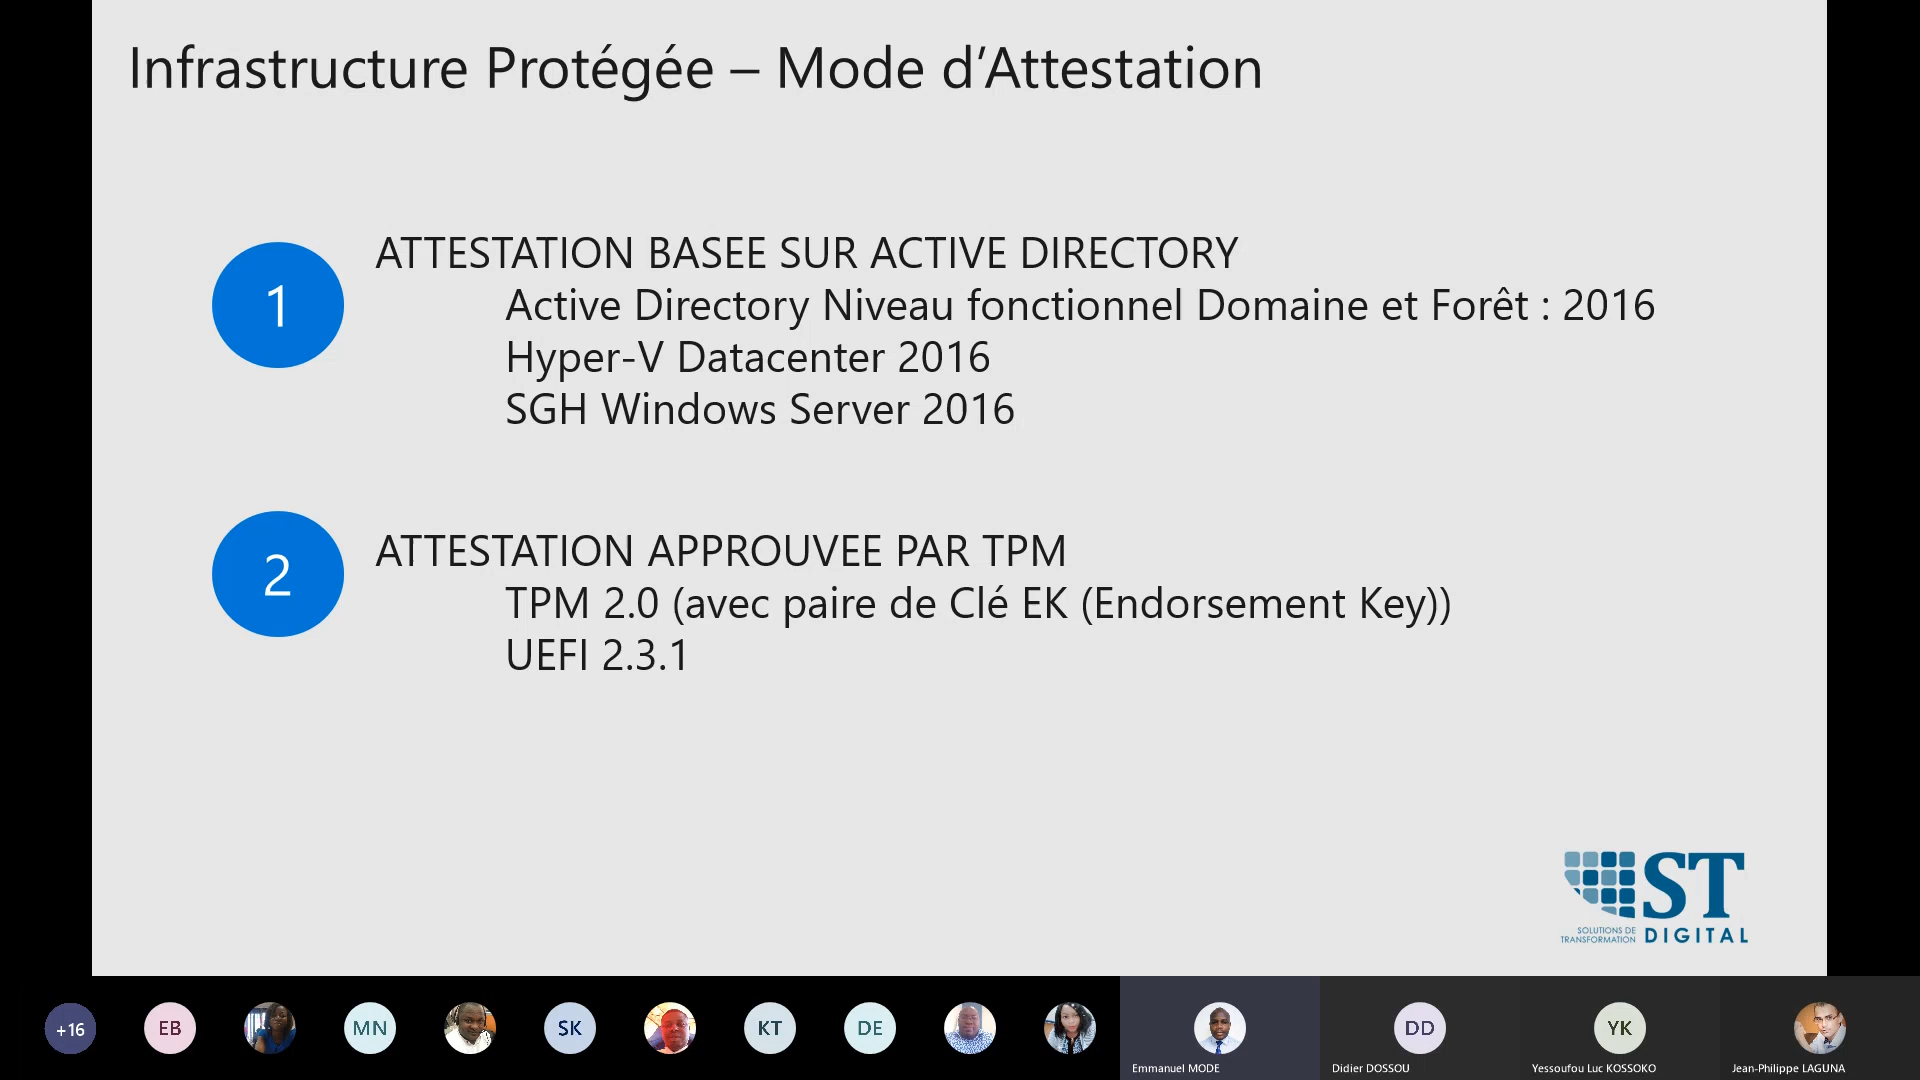 Infrastructure Protégée – Mode d’Attestation
1
ATTESTATION BASEE SUR ACTIVE DIRECTORY
Active Directory Niveau fonctionnel Domaine et Forêt : 2016
Hyper-V Datacenter 2016
SGH Windows Server 2016
2
ATTESTATION APPROUVEE PAR TPM
TPM 2.0 (avec paire de Clé EK (Endorsement Key))
UEFI 2.3.1
ST
SOLUTIONS DE
TRANSFORMATION DIGITAL
+16
EB
MN
SK
KT
DE
DD
YK
Emmanuel MODE
Didier DOSSOU
Yessoufou Luc KOSSOKO
Jean-Philippe LAGUNA